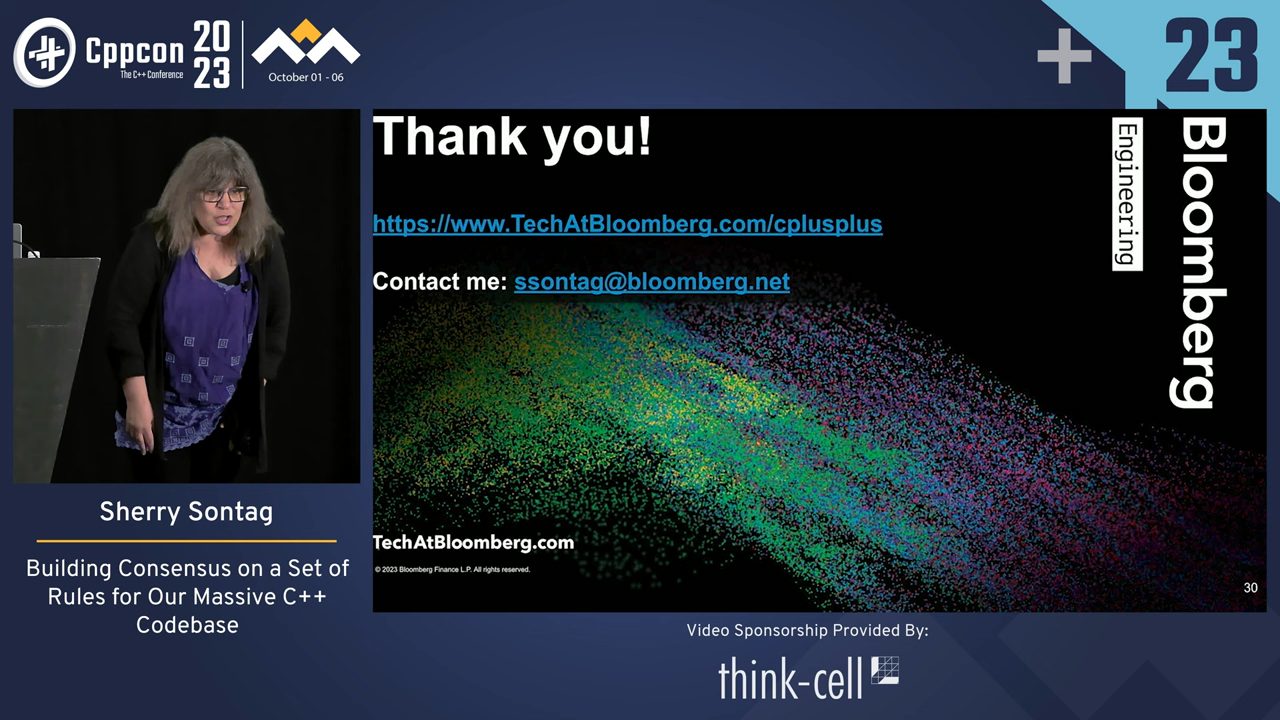 Cppcon
The C++ Conference
20
23
October 01 - 06
23
Thank you!
https://www.TechAtBloomberg.com/cplusplus
Contact me: ssontag@bloomberg.net
Engineering
Bloomberg
TechAtBloomberg.com
© 2023 Bloomberg Finance L.P. All rights reserved.
30
Sherry Sontag
Building Consensus on a Set of
Rules for Our Massive C++
Codebase
Video Sponsorship Provided By:
think-cell